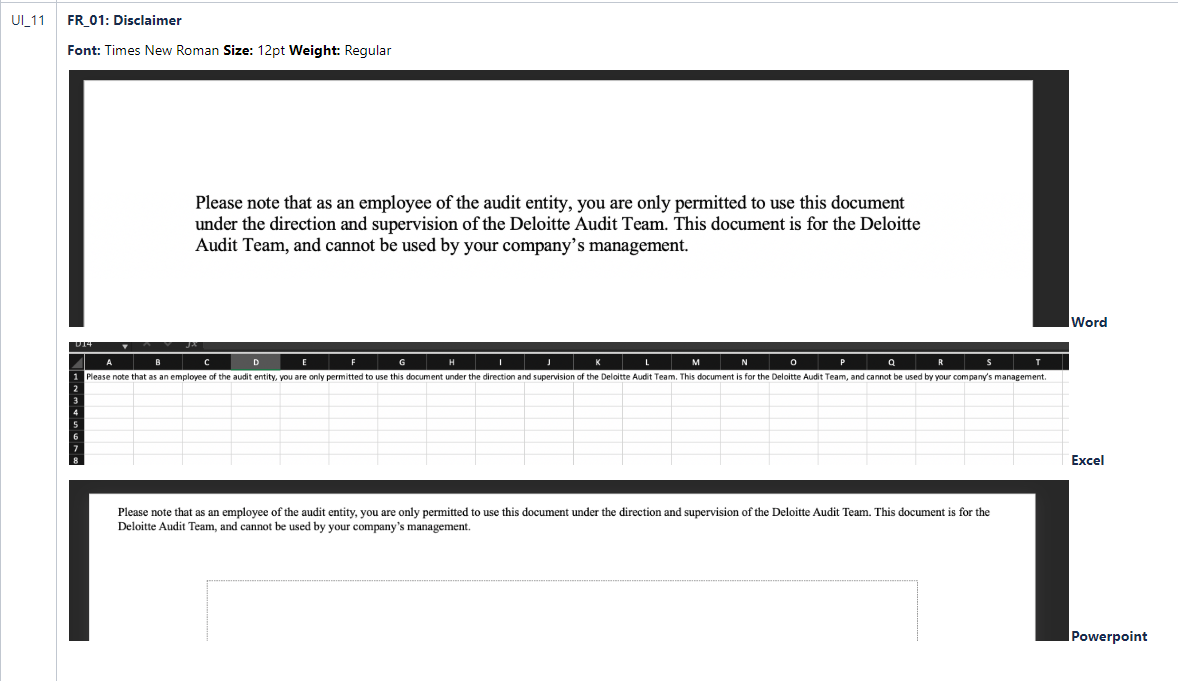 UI_11
FR_01: Disclaimer
Font: Times New Roman Size: 12pt Weight: Regular
Please note that as an employee of the audit entity, you are only permitted to use this document
under the direction and supervision of the Deloitte Audit Team. This document is for the Deloitte
Audit Team, and cannot be used by your company’s management.
Word
A B C D E F G H I J K L M N O P Q R S T
1 Please note that as an employee of the audit entity, you are only permitted to use this document under the direction and supervision of the Deloitte Audit Team. This document is for the Deloitte Audit Team, and cannot be used by your company's management.
2
3
4
5
6
7
8
Excel
Please note that as an employee of the audit entity, you are only permitted to use this document under the direction and supervision of the Deloitte Audit Team. This document is for the
Deloitte Audit Team, and cannot be used by your company’s management.
Powerpoint